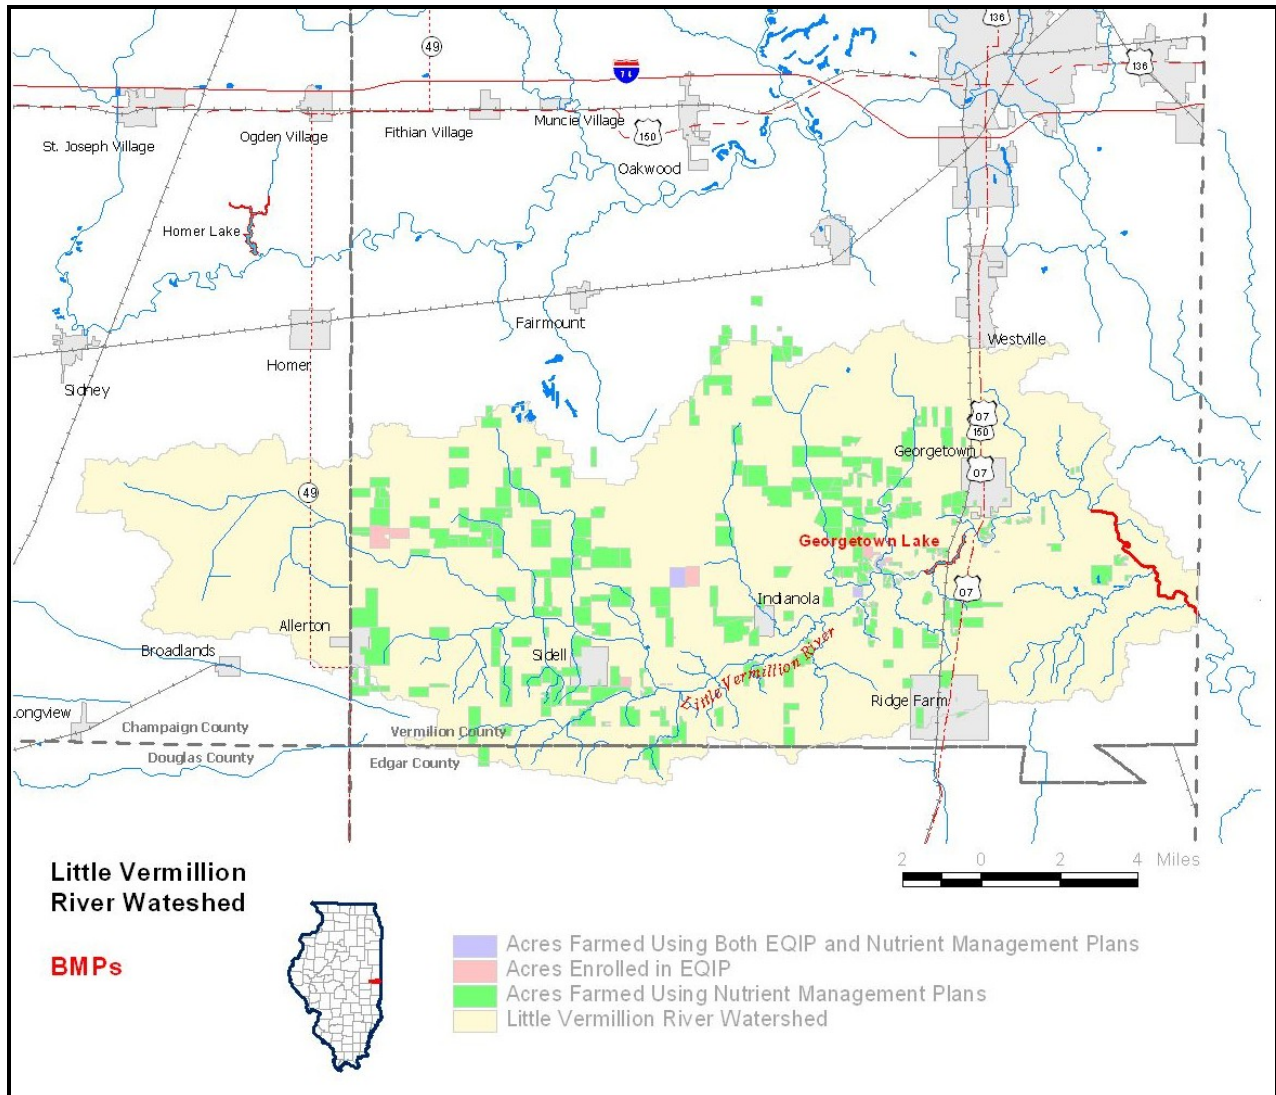 136
49
74
136
Muncie Village
150
Ogden Village
Fithian Village
St. Joseph Village
Oakwood
Homer Lake
Fairmount
Westville
Homer
Sidney
07
150
Georgetown
07
49
Georgetown Lake
07
Indianola
Allerton
Broadlands
Sidell
Little Vermillion River
Ridge Farm
Longview
Champaign County
Vermilion County
Douglas County
Edgar County
2 0 2 4 Miles
Little Vermillion
River Wateshed
BMPs
Acres Farmed Using Both EQIP and Nutrient Management Plans
Acres Enrolled in EQIP
Acres Farmed Using Nutrient Management Plans
Little Vermillion River Watershed